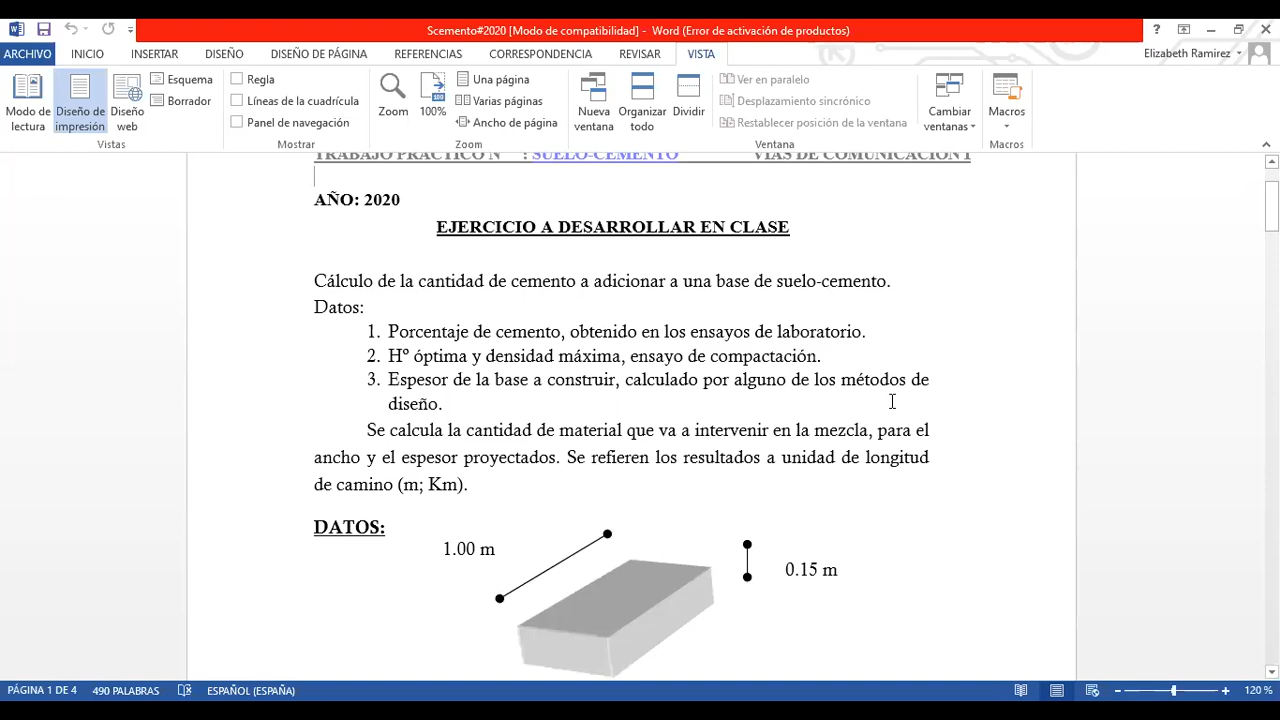 Scemento#2020 [Modo de compatibilidad] - Word (Error de activación de productos)
ARCHIVO INICIO INSERTAR DISEÑO DISEÑO DE PÁGINA REFERENCIAS CORRESPONDENCIA REVISAR VISTA Elizabeth Ramirez
Modo de lectura
Diseño de impresión
Diseño web
Esquema
Borrador
Vistas
Regla
Líneas de la cuadrícula
Panel de navegación
Mostrar
Zoom
100%
Una página
Varias páginas
Ancho de página
Zoom
Nueva ventana
Organizar todo
Dividir
Ver en paralelo
Desplazamiento sincrónico
Restablecer posición de la ventana
Cambiar ventanas
Ventana
Macros
Macros
TRABAJO PRACTICO N : SUELO-CEMENTO VIAS DE COMUNICACION I
AÑO: 2020
EJERCICIO A DESARROLLAR EN CLASE
Cálculo de la cantidad de cemento a adicionar a una base de suelo-cemento.
Datos:
1. Porcentaje de cemento, obtenido en los ensayos de laboratorio.
2. Hº óptima y densidad máxima, ensayo de compactación.
3. Espesor de la base a construir, calculado por alguno de los métodos de
diseño.
Se calcula la cantidad de material que va a intervenir en la mezcla, para el
ancho y el espesor proyectados. Se refieren los resultados a unidad de longitud
de camino (m; Km).
DATOS:
1.00 m
0.15 m
PÁGINA 1 DE 4 490 PALABRAS ESPAÑOL (ESPAÑA) 120 %